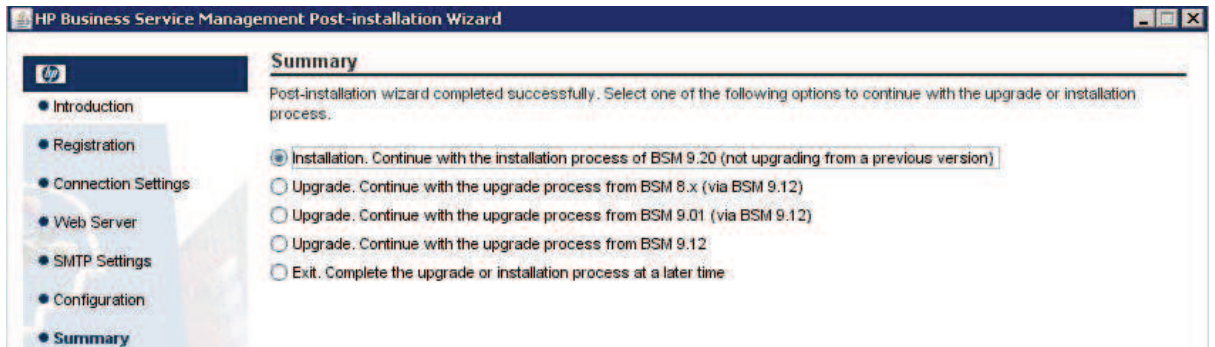 HP Business Service Management Post-installation Wizard
hp
Introduction
Registration
Connection Settings
Web Server
SMTP Settings
Configuration
Summary
Summary
Post-installation wizard completed successfully. Select one of the following options to continue with the upgrade or installation
process.
Installation. Continue with the installation process of BSM 9.20 (not upgrading from a previous version)
Upgrade. Continue with the upgrade process from BSM 8.x (via BSM 9.12)
Upgrade. Continue with the upgrade process from BSM 9.01 (via BSM 9.12)
Upgrade. Continue with the upgrade process from BSM 9.12
Exit. Complete the upgrade or installation process at a later time